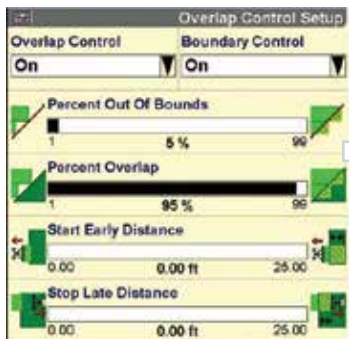 Overlap Control Setup
Overlap Control Boundary Control
On On
Percent Out Of Bounds
1 5 % 99
Percent Overlap
1 95 % 99
Start Early Distance
0.00 0.00 ft 25.00
Stop Late Distance
0.00 0.00 ft 25.00